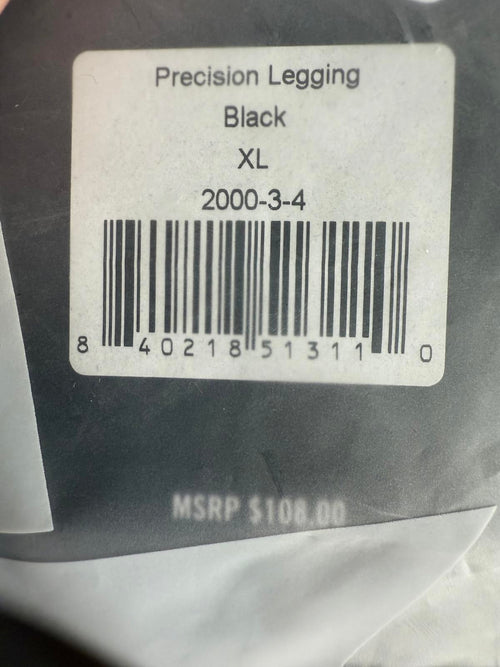 Precision Legging
Black
XL
2000-3-4
8 40218 51311 0
MSRP $108.00